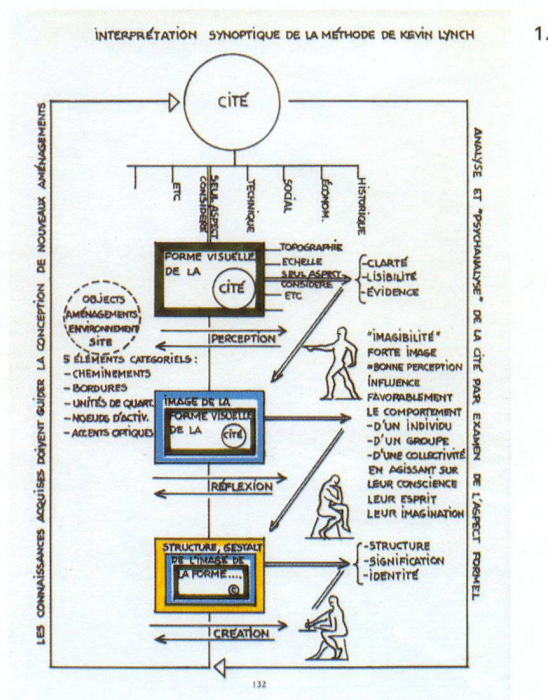 INTERPRÉTATION SYNOPTIQUE DE LA MÉTHODE DE KEVIN LYNCH
1.
CITÉ
LES CONNAISSANCES ACQUISES DOIVENT GUIDER LA CONCEPTION DE NOUVEAUX AMÉNAGEMENTS
ANALYSE ET "PSYCHANALYSE" DE LA CITÉ PAR EXAMEN DE L'ASPECT FORMEL
ETC
SEUL ASPECT
CONSIDÉRÉ
TECHNIQUE
SOCIAL
ÉCONOM.
HISTORIQUE
FORME VISUELLE
DE LA
CITÉ
TOPOGRAPHIE
ECHELLE
SEUL ASPECT
CONSIDÉRÉ
ETC
-CLARTÉ
-LISIBILITÉ
-ÉVIDENCE
OBJECTS
AMÉNAGEMENTS
ENVIRONNEMENT
SITE
PERCEPTION
5 ÉLÉMENTS CATEGORIELS :
- CHEMINEMENTS
- BORDURES
- UNITÉS DE QUART.
- NOEUDS D'ACTIV.
- ACCENTS OPTIQUES
"IMAGIBILITÉ"
FORTE IMAGE
=BONNE PERCEPTION
INFLUENCE
FAVORABLEMENT
LE COMPORTEMENT
-D'UN INDIVIDU
-D'UN GROUPE
-D'UNE COLLECTIVITÉ
EN AGISSANT SUR
LEUR CONSCIENCE
LEUR ESPRIT
LEUR IMAGINATION
IMAGE DE LA
FORME VISUELLE
DE LA
CITÉ
RÉFLEXION
STRUCTURE, GESTALT
DE L'IMAGE DE
LA FORME....
C
-STRUCTURE
-SIGNIFICATION
-IDENTITÉ
CRÉATION
132